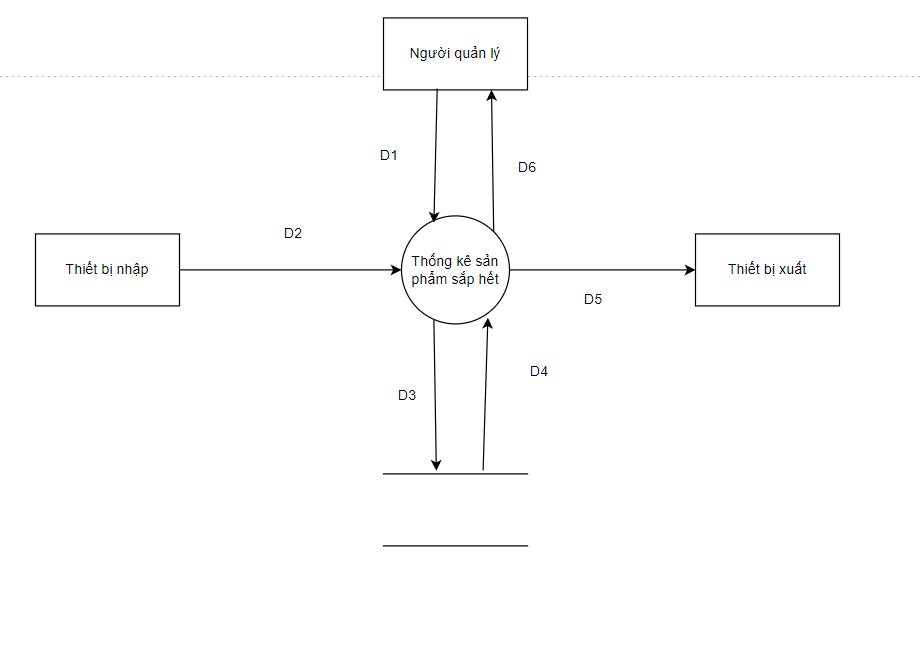 Người quản lý
D1
D6
D2
Thiết bị nhập
Thống kê sản
phẩm sắp hết
Thiết bị xuất
D5
D4
D3